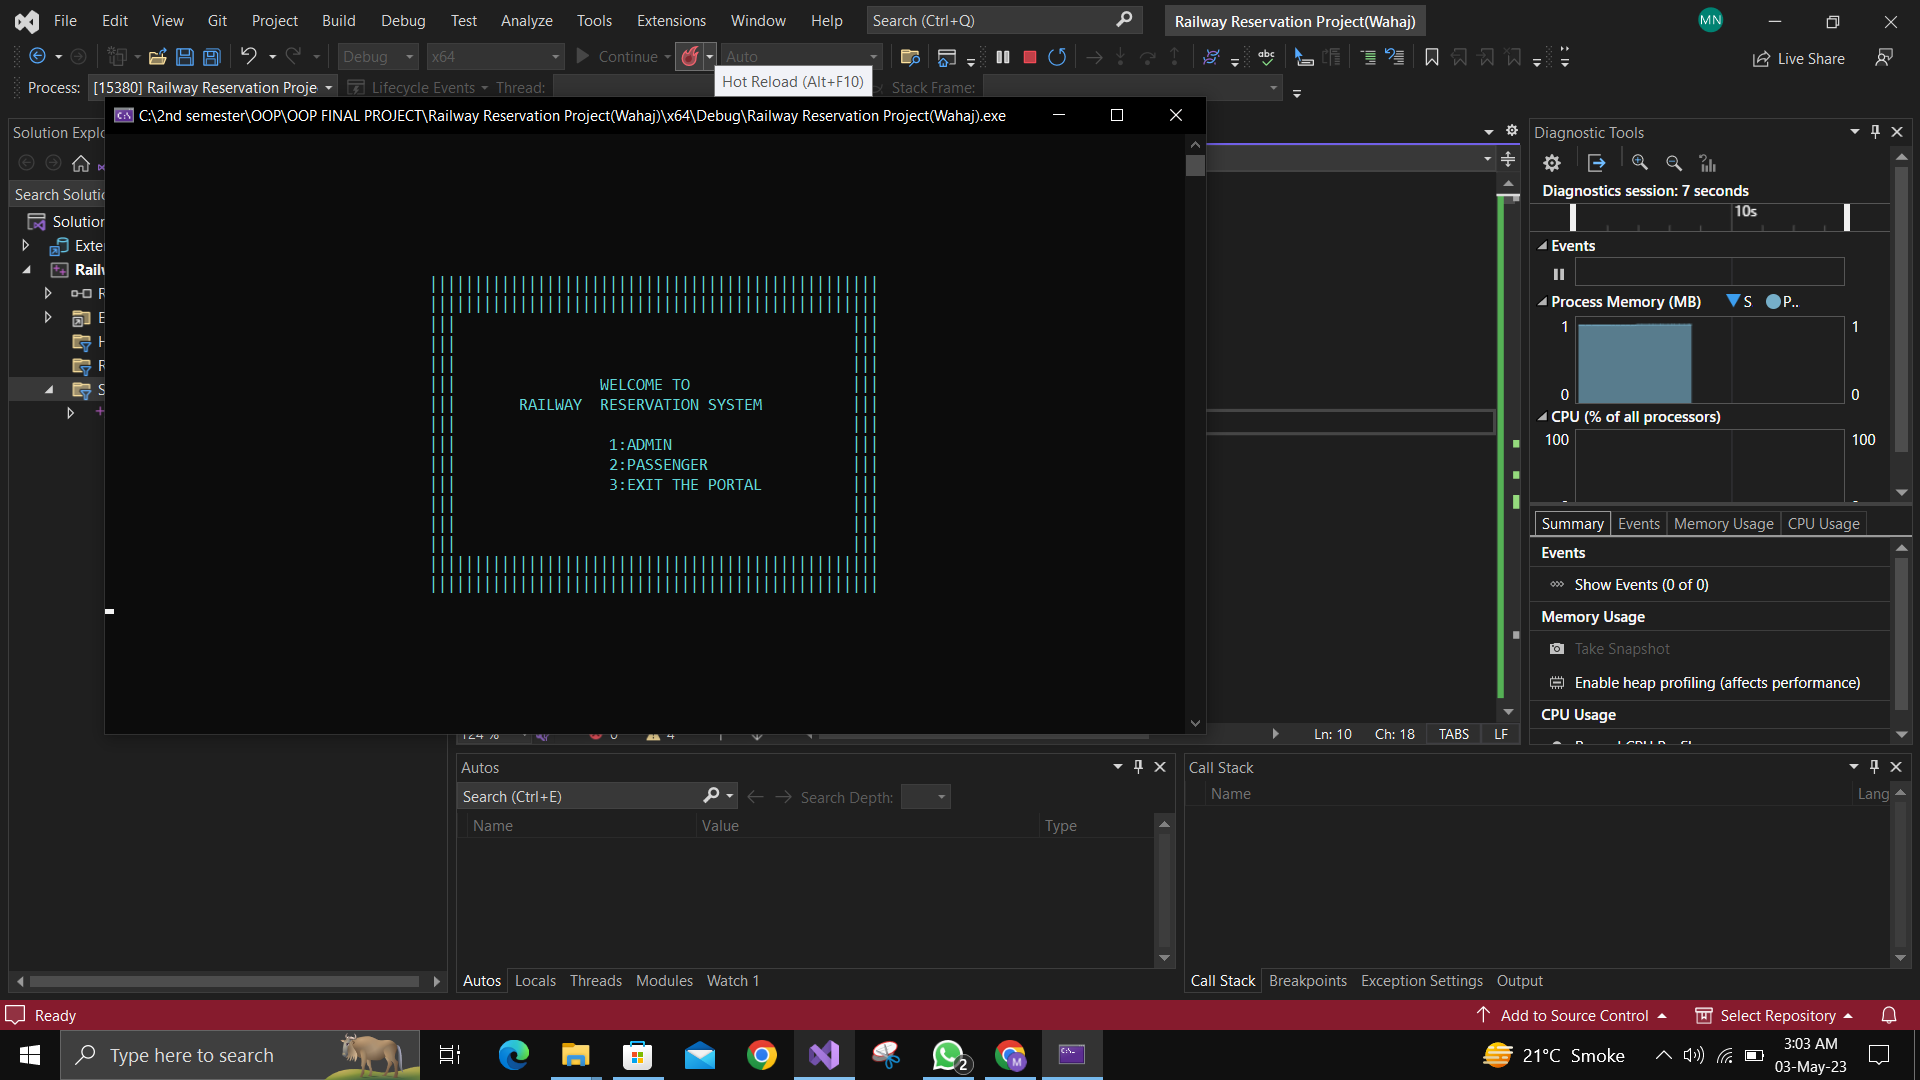 File Edit View Git Project Build Debug Test Analyze Tools Extensions Window Help Search (Ctrl+Q) Railway Reservation Project(Wahaj) MN
Debug x64 Continue Auto Live Share
Hot Reload (Alt+F10)
Process: [15380] Railway Reservation Proje Lifecycle Events Thread: Stack Frame:
C:\2nd semester\OOP\OOP FINAL PROJECT\Railway Reservation Project(Wahaj)\x64\Debug\Railway Reservation Project(Wahaj).exe
Solution Explo
Search Solutio
Solution
Exte
Railw
R
E
H
R
S
WELCOME TO
RAILWAY  RESERVATION SYSTEM
1:ADMIN
2:PASSENGER
3:EXIT THE PORTAL
124 % 0 4 Ln: 10 Ch: 18 TABS LF
Diagnostic Tools
Diagnostics session: 7 seconds
10s
Events
Process Memory (MB) S P..
1 1
0 0
CPU (% of all processors)
100 100
Summary Events Memory Usage CPU Usage
Events
Show Events (0 of 0)
Memory Usage
Take Snapshot
Enable heap profiling (affects performance)
CPU Usage
Autos
Search (Ctrl+E) Search Depth:
Name Value Type
Autos Locals Threads Modules Watch 1
Call Stack
Name Lang
Call Stack Breakpoints Exception Settings Output
Ready Add to Source Control Select Repository
Type here to search 2 M 21°C Smoke 3:03 AM
03-May-23